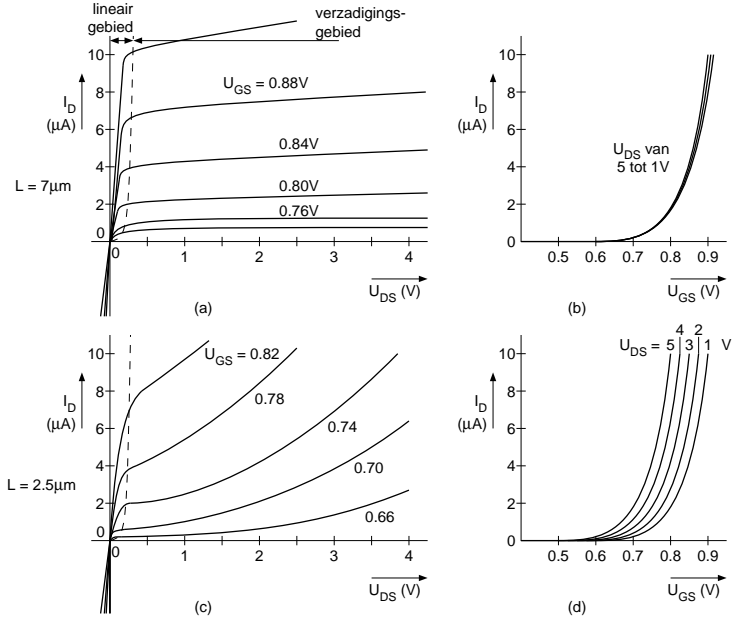 lineair
gebied
verzadigings-
gebied
10
8
6
4
2
0
I_D
(μA)
L = 7μm
U_GS = 0.88V
0.84V
0.80V
0.76V
0 1 2 3 4
U_DS (V)
(a)
10
8
6
4
2
0
I_D
(μA)
U_DS van
5 tot 1V
0.5 0.6 0.7 0.8 0.9
U_GS (V)
(b)
10
8
6
4
2
0
I_D
(μA)
L = 2.5μm
U_GS = 0.82
0.78
0.74
0.70
0.66
0 1 2 3 4
U_DS (V)
(c)
10
8
6
4
2
0
I_D
(μA)
4 2
U_DS = 5 3 1 V
0.5 0.6 0.7 0.8 0.9
U_GS (V)
(d)